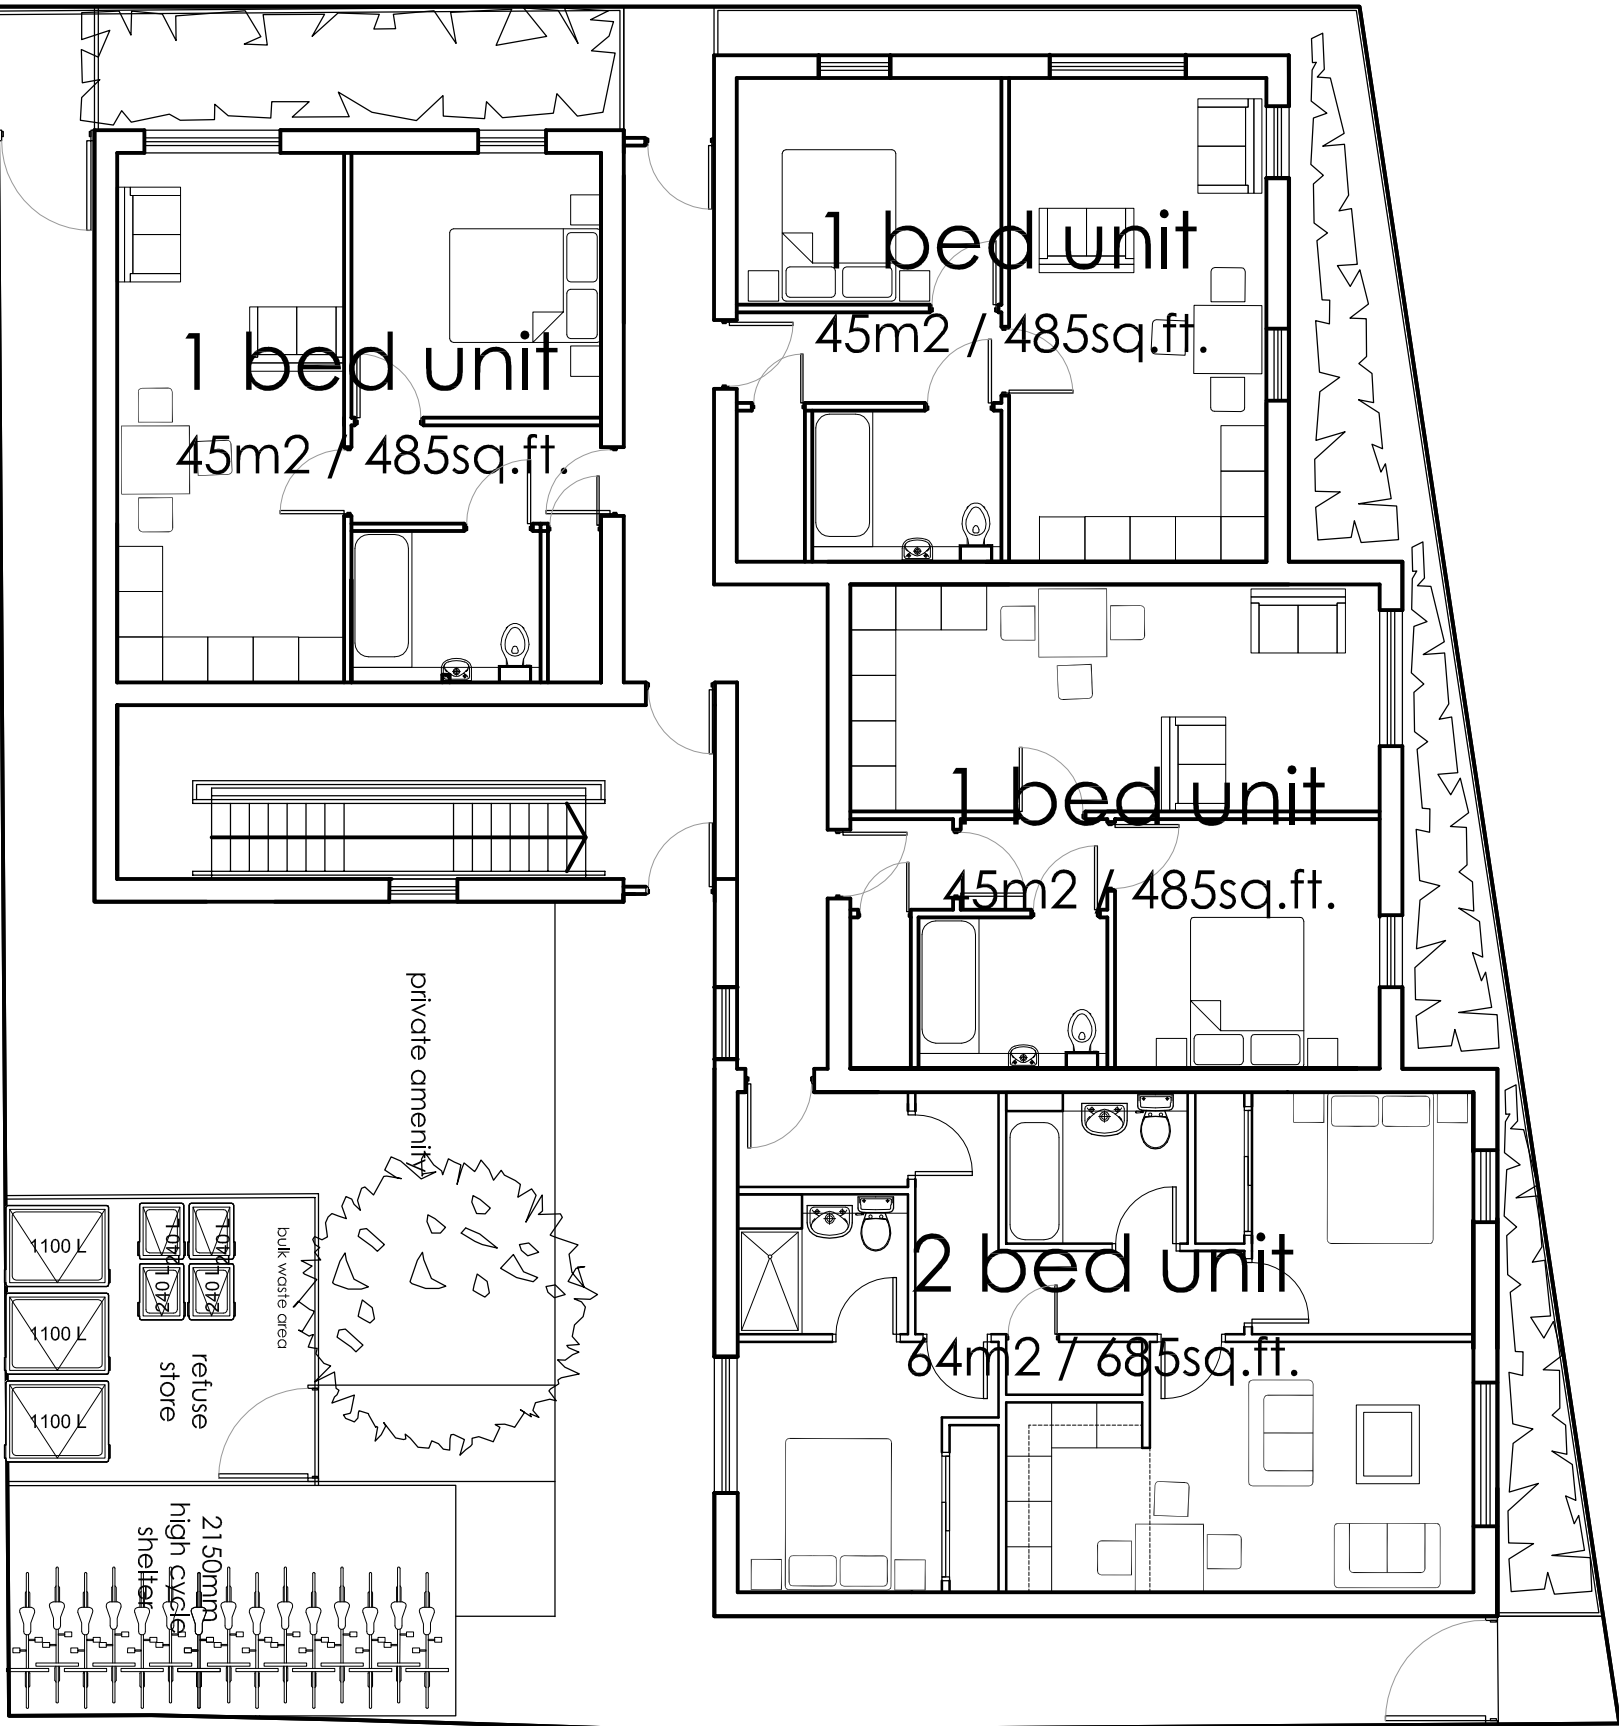 1 bed unit
45m2 / 485sq.ft.
1 bed unit
45m2 / 485sq.ft.
1 bed unit
45m2 / 485sq.ft.
2 bed unit
64m2 / 685sq.ft.
private amenity
1100 L
1100 L
1100 L
240 L
240 L
240 L
240 L
bulk waste area
refuse
store
2150mm
high cycle
shelter